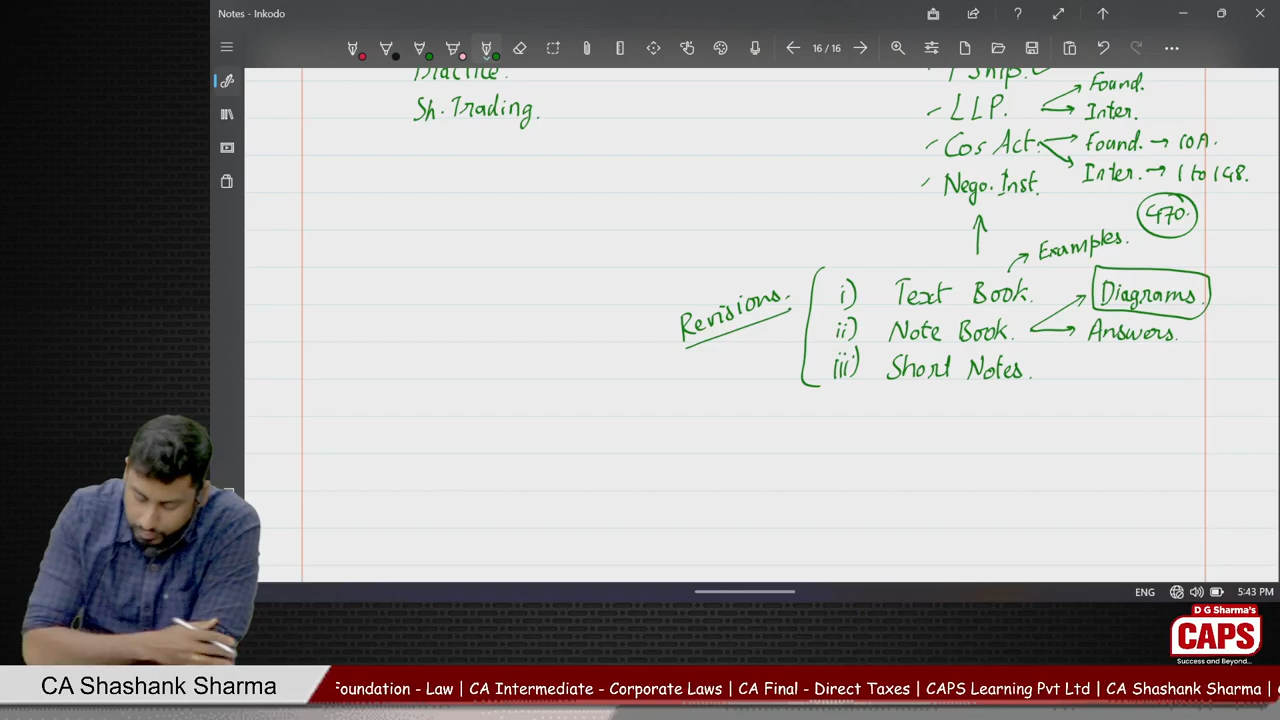 Notes - Inkodo
16 / 16
Practice.
Sh. Trading.
P'Ship.
LLP.
Found.
Inter.
Cos Act.
Found. → COA.
Inter. → 1 to 148.
Nego. Inst.
470.
Examples.
Revisions.
i) Text Book.
Diagrams.
ii) Note Book.
Answers.
iii) Short Notes.
ENG
5:43 PM
D G Sharma's
CAPS
Success and Beyond...
CA Shashank Sharma
Foundation - Law | CA Intermediate - Corporate Laws | CA Final - Direct Taxes | CAPS Learning Pvt Ltd | CA Shashank Sharma |